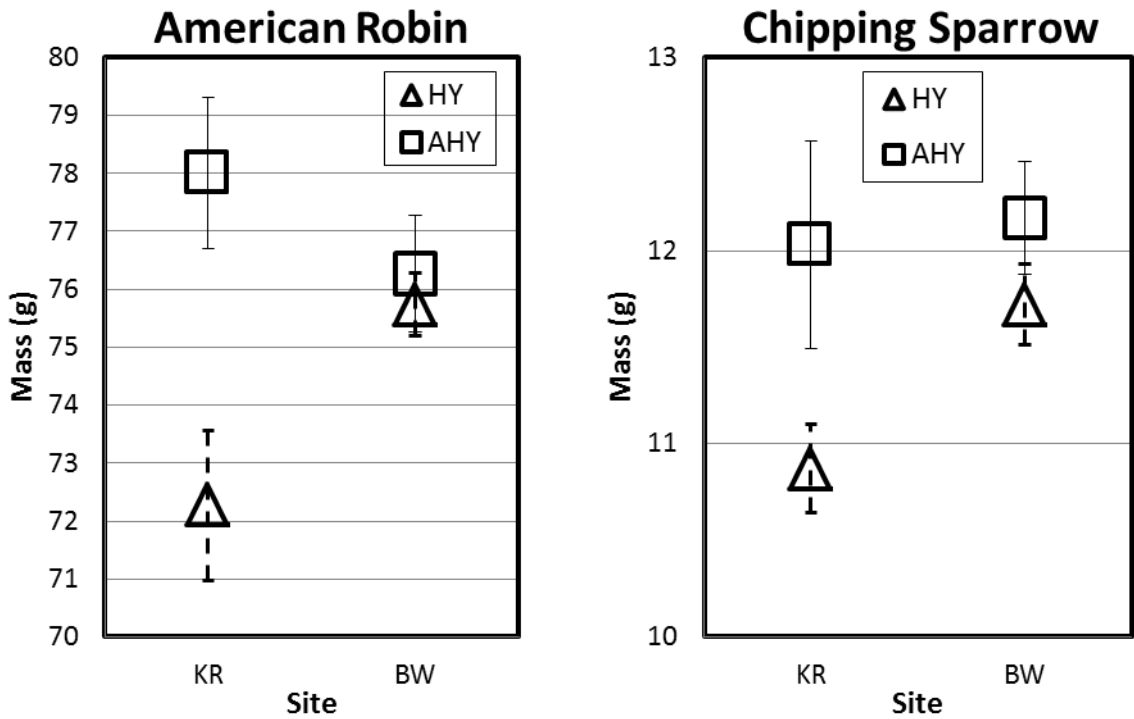 American Robin
80
79
78
77
76
75
74
73
72
71
70
Mass (g)
HY
AHY
KR BW
Site
Chipping Sparrow
13
12
11
10
Mass (g)
HY
AHY
KR BW
Site